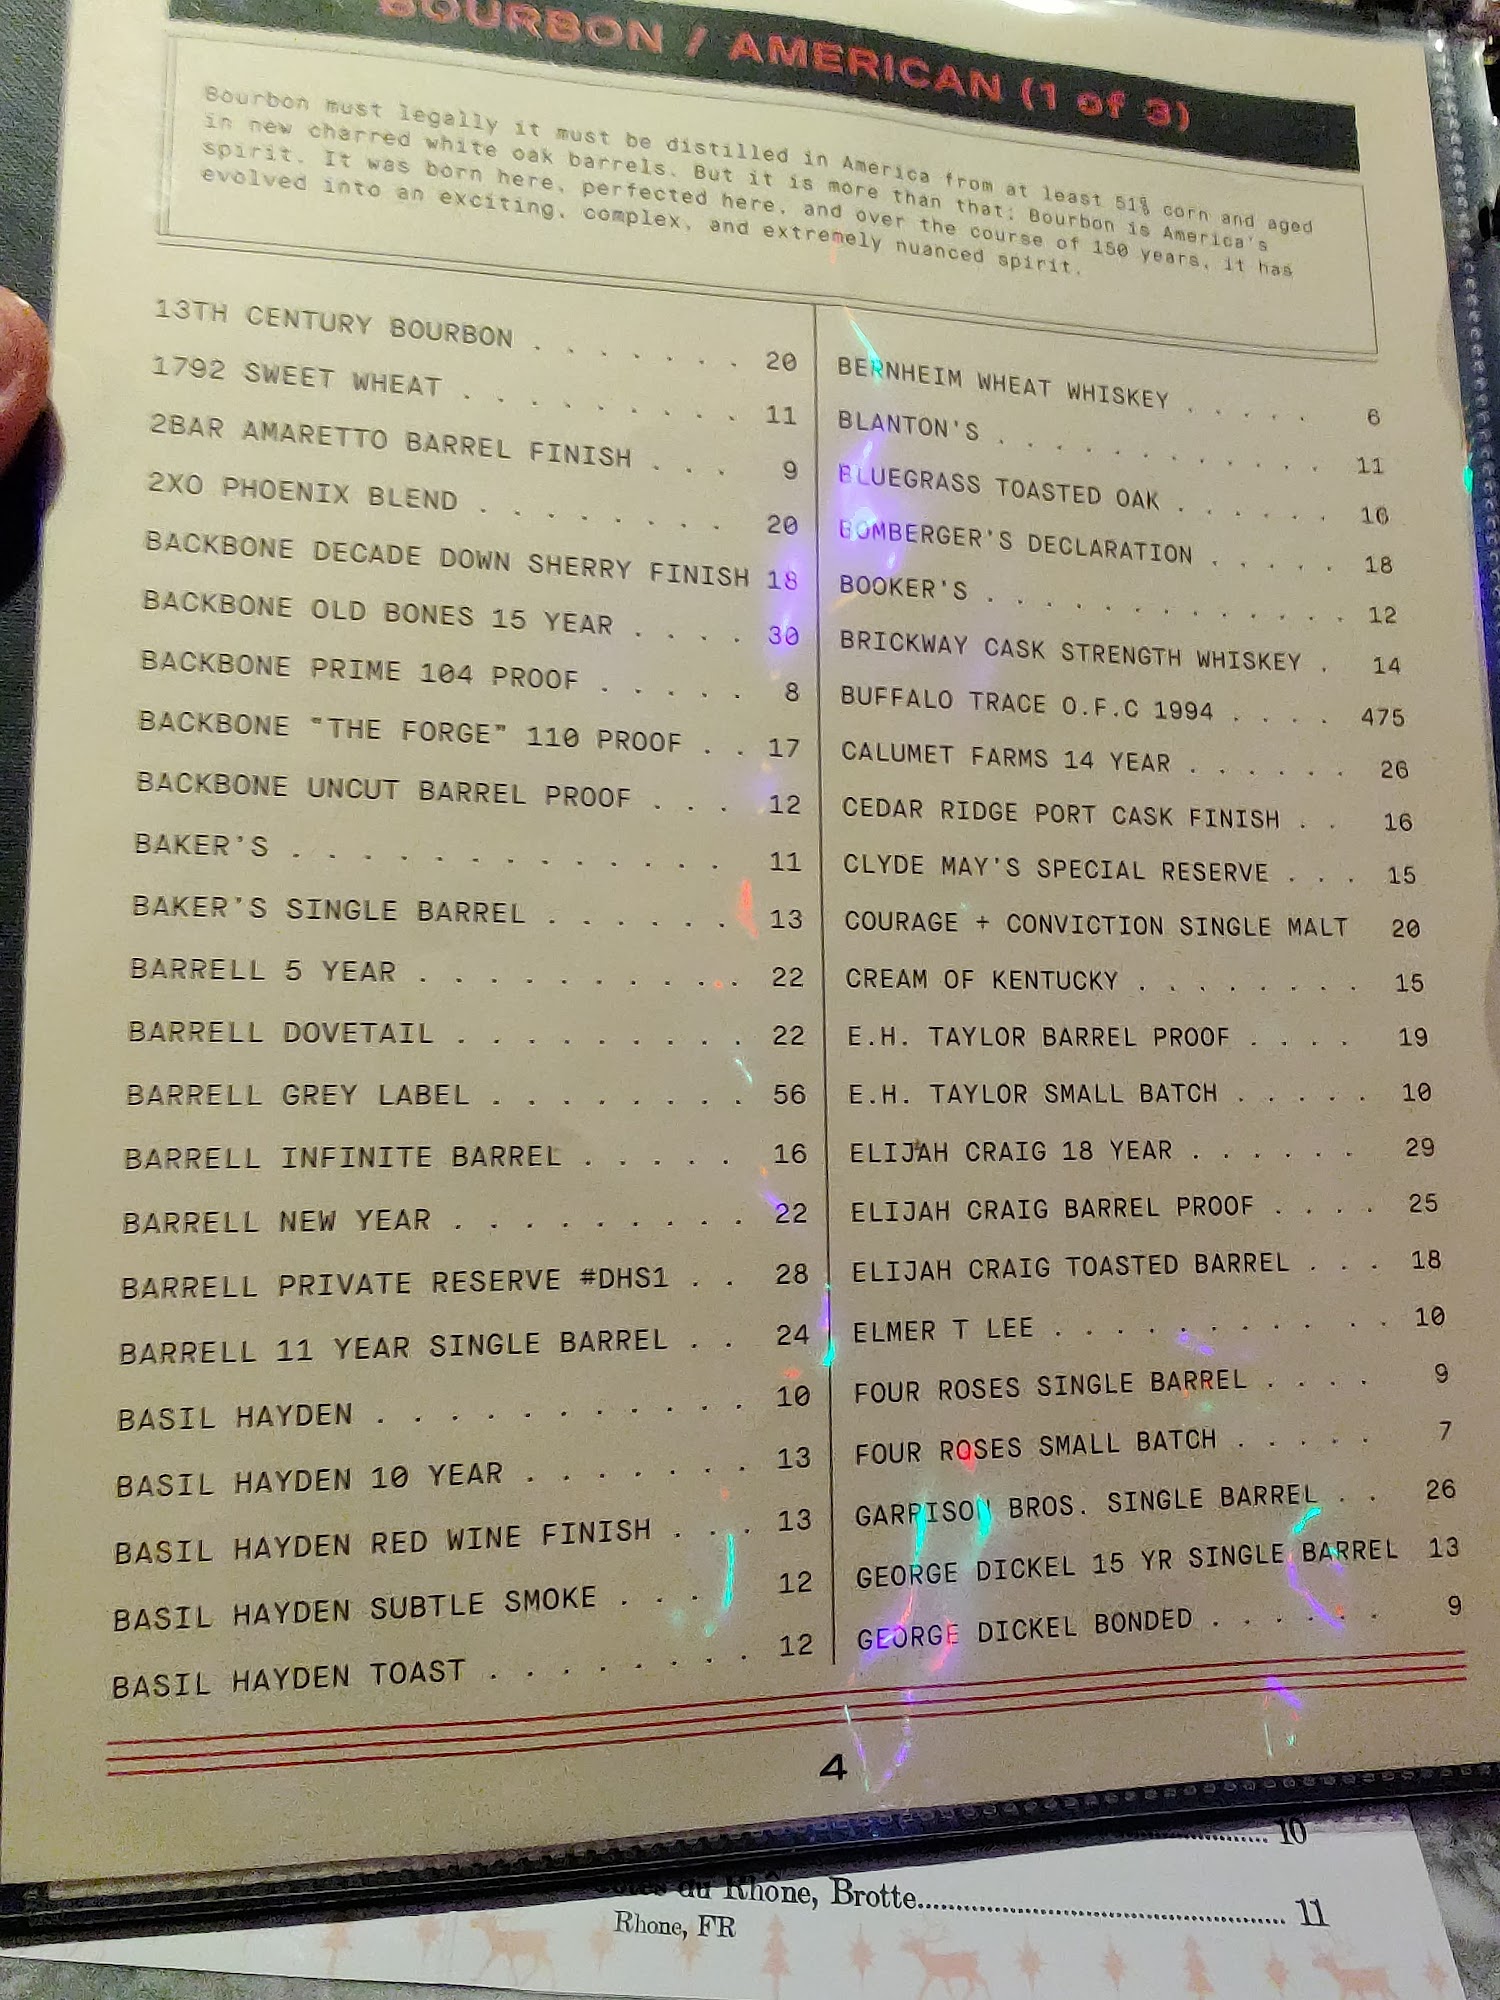 BOURBON / AMERICAN (1 of 3)
Bourbon must legally it must be distilled in America from at least 51% corn and aged
in new charred white oak barrels. But it is more than that; Bourbon is America's
spirit. It was born here, perfected here, and over the course of 150 years, it has
evolved into an exciting, complex, and extremely nuanced spirit.
13TH CENTURY BOURBON . . . . . . . 20
1792 SWEET WHEAT . . . . . . . . . 11
2BAR AMARETTO BARREL FINISH . . . 9
2XO PHOENIX BLEND . . . . . . . . 20
BACKBONE DECADE DOWN SHERRY FINISH 18
BACKBONE OLD BONES 15 YEAR . . . . 30
BACKBONE PRIME 104 PROOF . . . . . 8
BACKBONE "THE FORGE" 110 PROOF . . 17
BACKBONE UNCUT BARREL PROOF . . . 12
BAKER'S . . . . . . . . . . . . . 11
BAKER'S SINGLE BARREL . . . . . . 13
BARRELL 5 YEAR . . . . . . . . . . 22
BARRELL DOVETAIL . . . . . . . . . 22
BARRELL GREY LABEL . . . . . . . . 56
BARRELL INFINITE BARREL . . . . . 16
BARRELL NEW YEAR . . . . . . . . . 22
BARRELL PRIVATE RESERVE #DHS1 . . 28
BARRELL 11 YEAR SINGLE BARREL . . 24
BASIL HAYDEN . . . . . . . . . . . 10
BASIL HAYDEN 10 YEAR . . . . . . . 13
BASIL HAYDEN RED WINE FINISH . . . 13
BASIL HAYDEN SUBTLE SMOKE . . . . 12
BASIL HAYDEN TOAST . . . . . . . . 12
BERNHEIM WHEAT WHISKEY . . . . . 6
BLANTON'S . . . . . . . . . . . . 11
BLUEGRASS TOASTED OAK . . . . . . 16
BOMBERGER'S DECLARATION . . . . . 18
BOOKER'S . . . . . . . . . . . . . 12
BRICKWAY CASK STRENGTH WHISKEY . 14
BUFFALO TRACE O.F.C 1994 . . . . 475
CALUMET FARMS 14 YEAR . . . . . . 26
CEDAR RIDGE PORT CASK FINISH . . 16
CLYDE MAY'S SPECIAL RESERVE . . . 15
COURAGE + CONVICTION SINGLE MALT 20
CREAM OF KENTUCKY . . . . . . . . 15
E.H. TAYLOR BARREL PROOF . . . . 19
E.H. TAYLOR SMALL BATCH . . . . . 10
ELIJAH CRAIG 18 YEAR . . . . . . 29
ELIJAH CRAIG BARREL PROOF . . . . 25
ELIJAH CRAIG TOASTED BARREL . . . 18
ELMER T LEE . . . . . . . . . . . 10
FOUR ROSES SINGLE BARREL . . . . 9
FOUR ROSES SMALL BATCH . . . . . 7
GARRISON BROS. SINGLE BARREL . . 26
GEORGE DICKEL 15 YR SINGLE BARREL 13
GEORGE DICKEL BONDED . . . . . . 9
4
10
du Rhône, Brotte........................................ 11
Rhone, FR